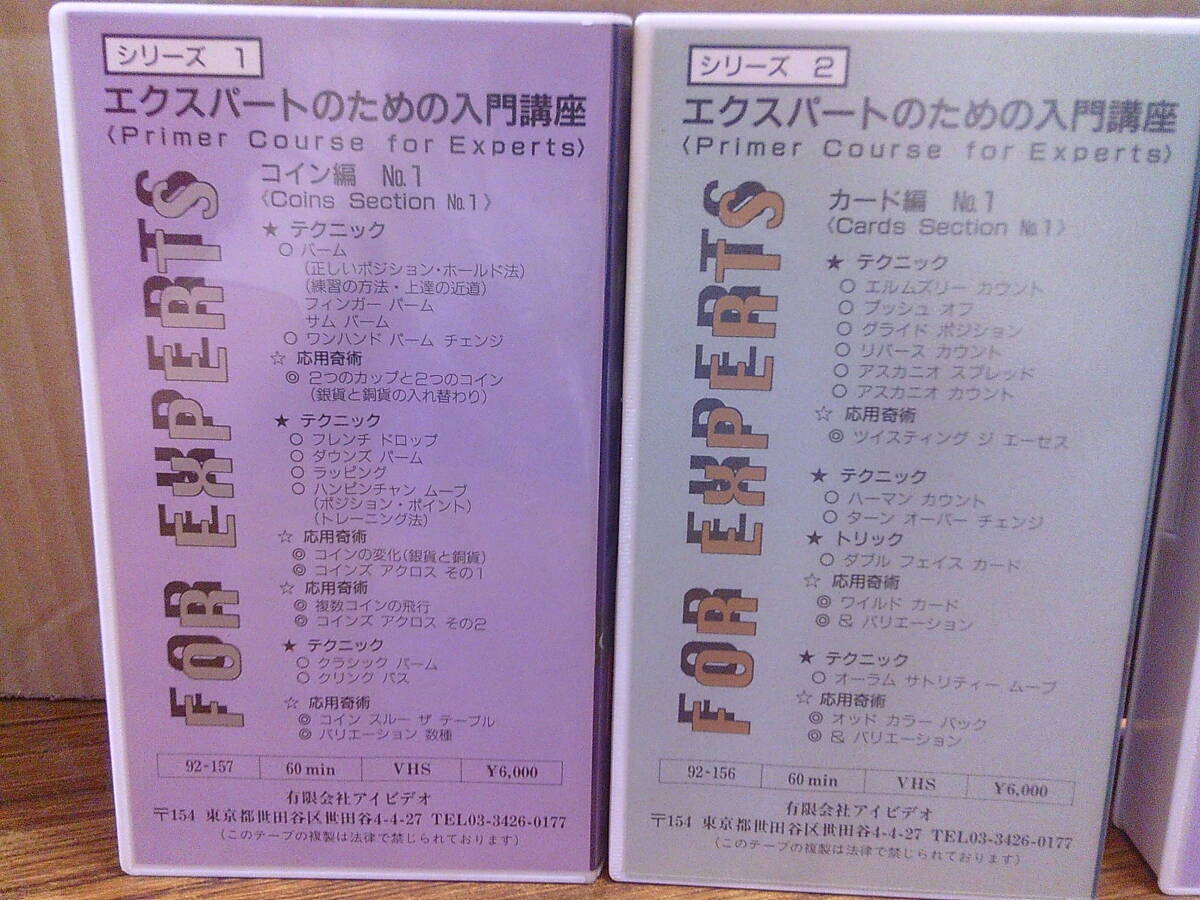 シリーズ 1
エクスパートのための入門講座
〈Primer Course for Experts〉
FOR EXPERTS
コイン編 No.1
〈Coins Section No.1〉
★ テクニック
○ パーム
(正しいポジション・ホールド法)
(練習の方法・上達の近道)
フィンガー パーム
サム パーム
○ ワンハンド パーム チェンジ
☆ 応用奇術
◎ 2つのカップと2つのコイン
(銀貨と銅貨の入れ替わり)
★ テクニック
○ フレンチ ドロップ
○ ダウンズ パーム
○ ラッピング
○ ハンピンチャン ムーブ
(ポジション・ポイント)
(トレーニング法)
☆ 応用奇術
◎ コインの変化(銀貨と銅貨)
◎ コインズ アクロス その1
☆ 応用奇術
◎ 複数コインの飛行
◎ コインズ アクロス その2
★ テクニック
○ クラシック パーム
○ クリンク パス
☆ 応用奇術
◎ コイン スルー ザ テーブル
◎ バリエーション 数種
92-157 60min VHS ¥6,000
有限会社アイビデオ
〒154 東京都世田谷区世田谷4-4-27 TEL03-3426-0177
(このテープの複製は法律で禁じられております)
シリーズ 2
エクスパートのための入門講座
〈Primer Course for Experts〉
FOR EXPERTS
カード編 No.1
〈Cards Section No.1〉
★ テクニック
○ エルムズリー カウント
○ プッシュ オフ
○ グライド ポジション
○ リバース カウント
○ アスカニオ スプレッド
○ アスカニオ カウント
☆ 応用奇術
◎ ツイスティング ジ エーセス
★ テクニック
○ ハーマン カウント
○ ターン オーバー チェンジ
★ トリック
○ ダブル フェイス カード
☆ 応用奇術
◎ ワイルド カード
◎ & バリエーション
★ テクニック
○ オーラム サトリティー ムーブ
☆ 応用奇術
◎ オッド カラー バック
◎ & バリエーション
92-156 60min VHS ¥6,000
有限会社アイビデオ
〒154 東京都世田谷区世田谷4-4-27 TEL03-3426-0177
(このテープの複製は法律で禁じられております)